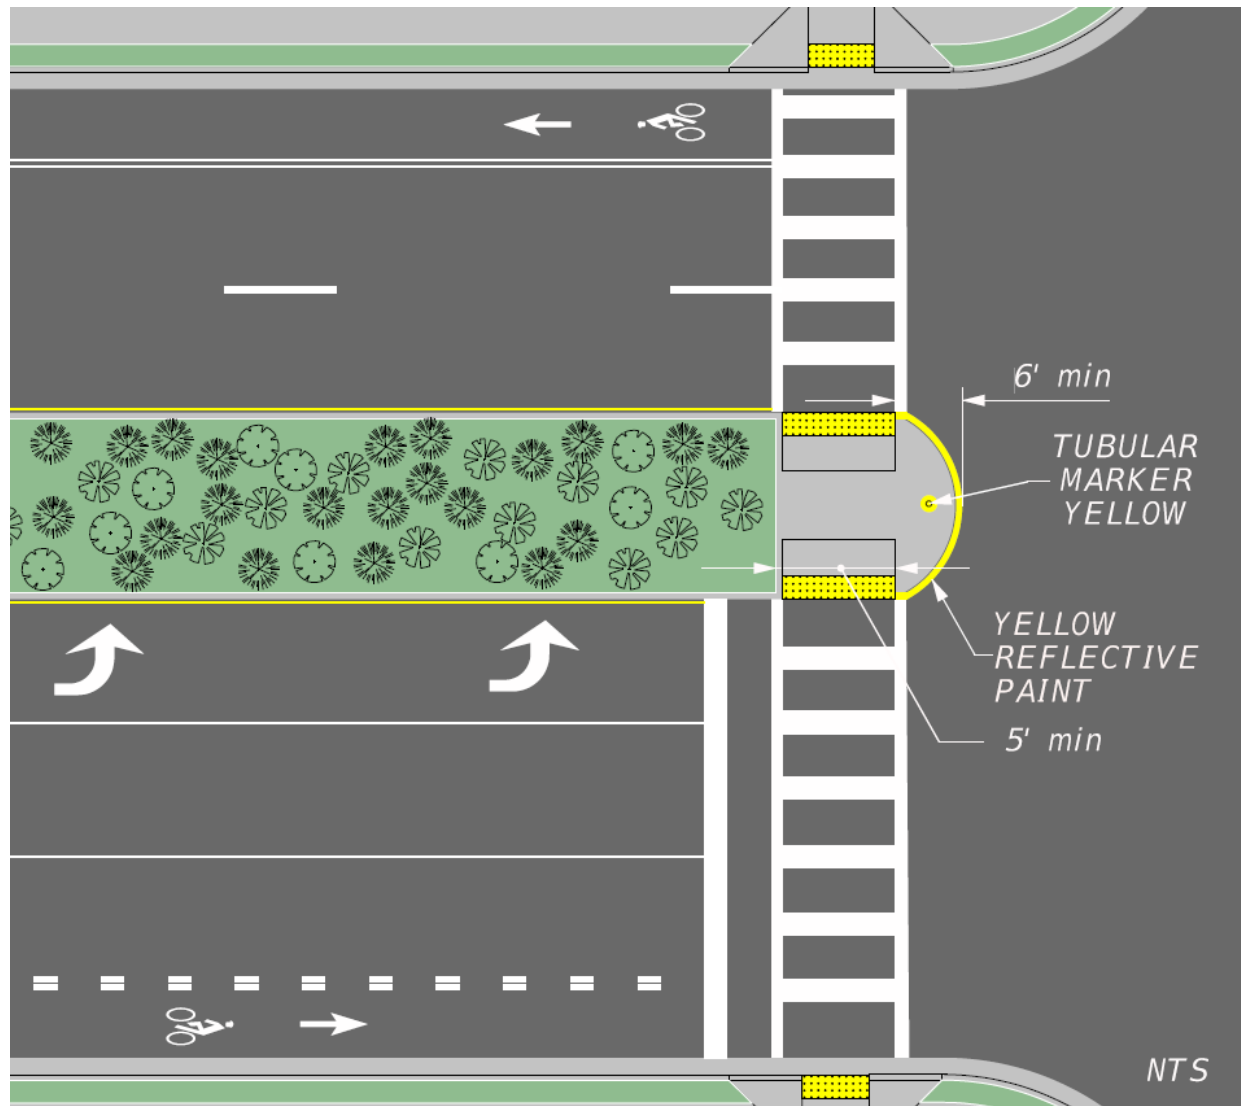 6' min
TUBULAR
MARKER
YELLOW
YELLOW
REFLECTIVE
PAINT
5' min
NTS